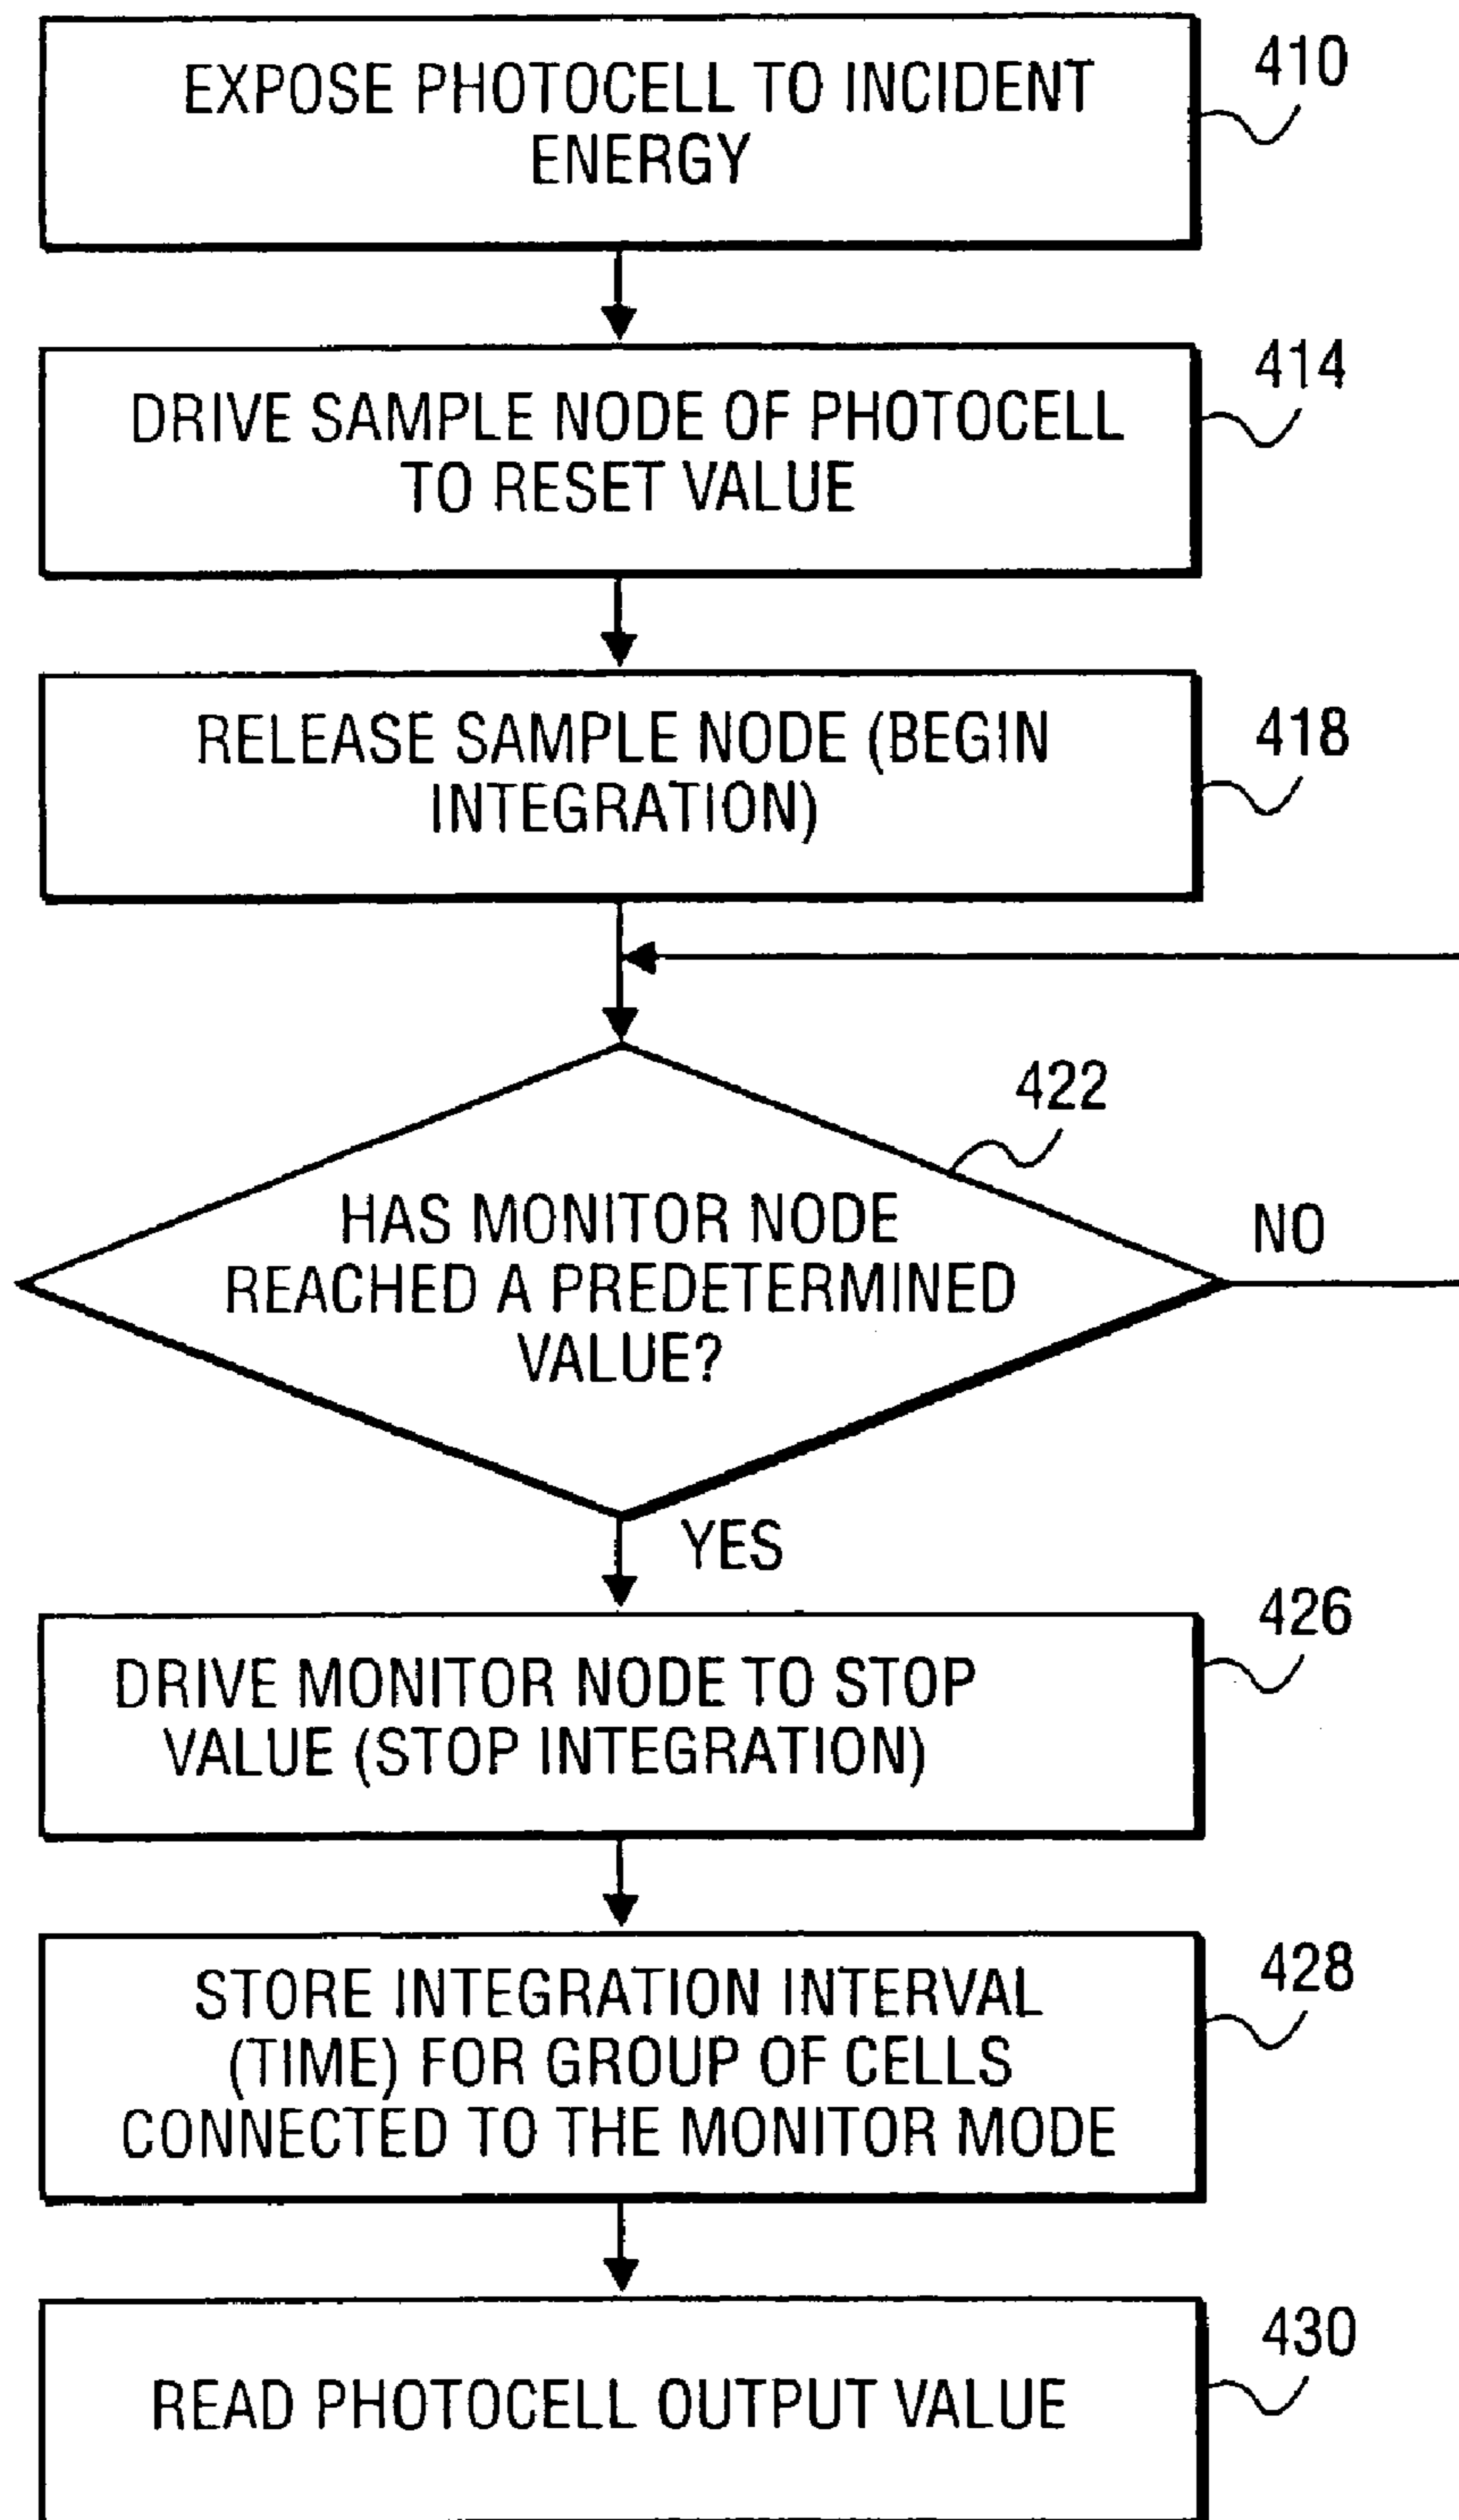 EXPOSE PHOTOCELL TO INCIDENT
ENERGY
410
DRIVE SAMPLE NODE OF PHOTOCELL
TO RESET VALUE
414
RELEASE SAMPLE NODE (BEGIN
INTEGRATION)
418
422
HAS MONITOR NODE
REACHED A PREDETERMINED
VALUE?
NO
YES
DRIVE MONITOR NODE TO STOP
VALUE (STOP INTEGRATION)
426
STORE INTEGRATION INTERVAL
(TIME) FOR GROUP OF CELLS
CONNECTED TO THE MONITOR MODE
428
READ PHOTOCELL OUTPUT VALUE
430